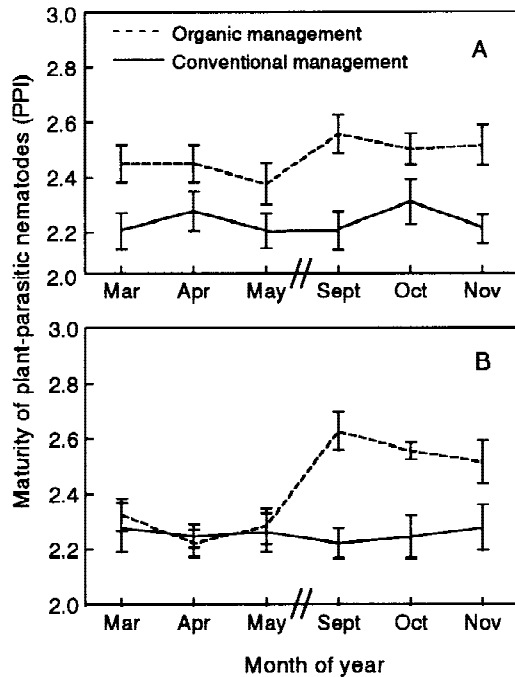 Maturity of plant-parasitic nematodes (PPI)
3.0
Organic management
A
Conventional management
2.8
2.6
2.4
2.2
2.0
Mar Apr May Sept Oct Nov
3.0
B
2.8
2.6
2.4
2.2
2.0
Mar Apr May Sept Oct Nov
Month of year